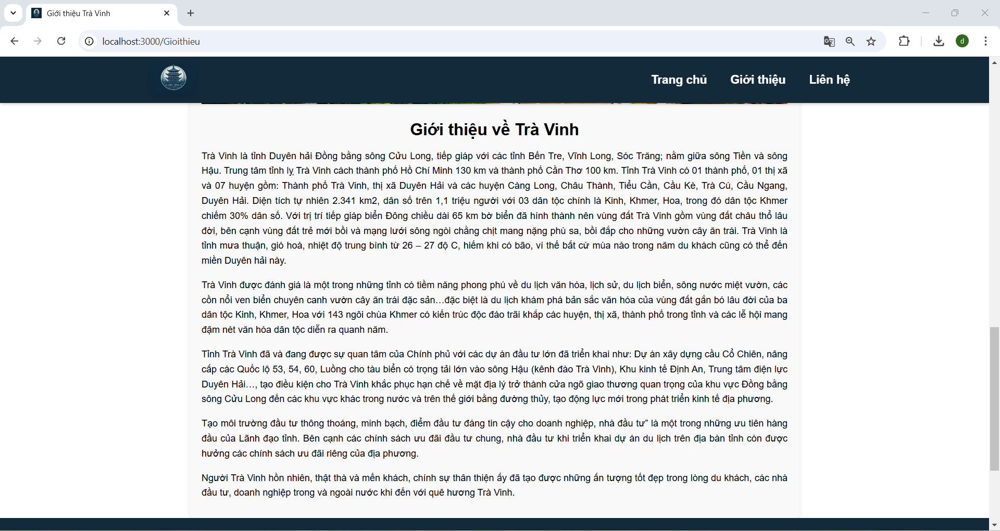 Giới thiệu Trà Vinh
localhost:3000/Gioithieu
d
Trang chủ Giới thiệu Liên hệ
Giới thiệu về Trà Vinh
Trà Vinh là tỉnh Duyên hải Đồng bằng sông Cửu Long, tiếp giáp với các tỉnh Bến Tre, Vĩnh Long, Sóc Trăng; nằm giữa sông Tiền và sông
Hậu. Trung tâm tỉnh lỵ Trà Vinh cách thành phố Hồ Chí Minh 130 km và thành phố Cần Thơ 100 km. Tỉnh Trà Vinh có 01 thành phố, 01 thị xã
và 07 huyện gồm: Thành phố Trà Vinh, thị xã Duyên Hải và các huyện Càng Long, Châu Thành, Tiểu Cần, Cầu Kè, Trà Cú, Cầu Ngang,
Duyên Hải. Diện tích tự nhiên 2.341 km2, dân số trên 1,1 triệu người với 03 dân tộc chính là Kinh, Khmer, Hoa, trong đó dân tộc Khmer
chiếm 30% dân số. Với trị trí tiếp giáp biển Đông chiều dài 65 km bờ biển đã hình thành nên vùng đất Trà Vinh gồm vùng đất châu thổ lâu
đời, bên cạnh vùng đất trẻ mới bồi và mạng lưới sông ngòi chằng chịt mang nặng phù sa, bồi đắp cho những vườn cây ăn trái. Trà Vinh là
tỉnh mưa thuận, gió hoà, nhiệt độ trung bình từ 26 – 27 độ C, hiếm khi có bão, vì thế bất cứ mùa nào trong năm du khách cũng có thể đến
miền Duyên hải này.
Trà Vinh được đánh giá là một trong những tỉnh có tiềm năng phong phú về du lịch văn hóa, lịch sử, du lịch biển, sông nước miệt vườn, các
cồn nổi ven biển chuyên canh vườn cây ăn trái đặc sản…đặc biệt là du lịch khám phá bản sắc văn hóa của vùng đất gắn bó lâu đời của ba
dân tộc Kinh, Khmer, Hoa với 143 ngôi chùa Khmer có kiến trúc độc đáo trãi khắp các huyện, thị xã, thành phố trong tỉnh và các lễ hội mang
đậm nét văn hóa dân tộc diễn ra quanh năm.
Tỉnh Trà Vinh đã và đang được sự quan tâm của Chính phủ với các dự án đầu tư lớn đã triển khai như: Dự án xây dựng cầu Cổ Chiên, nâng
cấp các Quốc lộ 53, 54, 60, Luồng cho tàu biển có trọng tải lớn vào sông Hậu (kênh đào Trà Vinh), Khu kinh tế Định An, Trung tâm điện lực
Duyên Hải…, tạo điều kiện cho Trà Vinh khắc phục hạn chế về mặt địa lý trở thành cửa ngõ giao thương quan trọng của khu vực Đồng bằng
sông Cửu Long đến các khu vực khác trong nước và trên thế giới bằng đường thủy, tạo động lực mới trong phát triển kinh tế địa phương.
Tạo môi trường đầu tư thông thoáng, minh bạch, điểm đầu tư đáng tin cậy cho doanh nghiệp, nhà đầu tư” là một trong những ưu tiên hàng
đầu của Lãnh đạo tỉnh. Bên cạnh các chính sách ưu đãi đầu tư chung, nhà đầu tư khi triển khai dự án du lịch trên địa bàn tỉnh còn được
hưởng các chính sách ưu đãi riêng của địa phương.
Người Trà Vinh hồn nhiên, thật thà và mến khách, chính sự thân thiện ấy đã tạo được những ấn tượng tốt đẹp trong lòng du khách, các nhà
đầu tư, doanh nghiệp trong và ngoài nước khi đến với quê hương Trà Vinh.